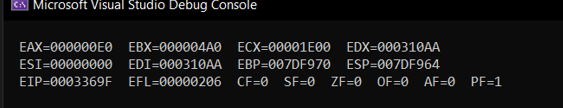 Microsoft Visual Studio Debug Console
EAX=000000E0 EBX=000004A0 ECX=00001E00 EDX=000310AA
ESI=00000000 EDI=000310AA EBP=007DF970 ESP=007DF964
EIP=0003369F EFL=00000206 CF=0 SF=0 ZF=0 OF=0 AF=0 PF=1